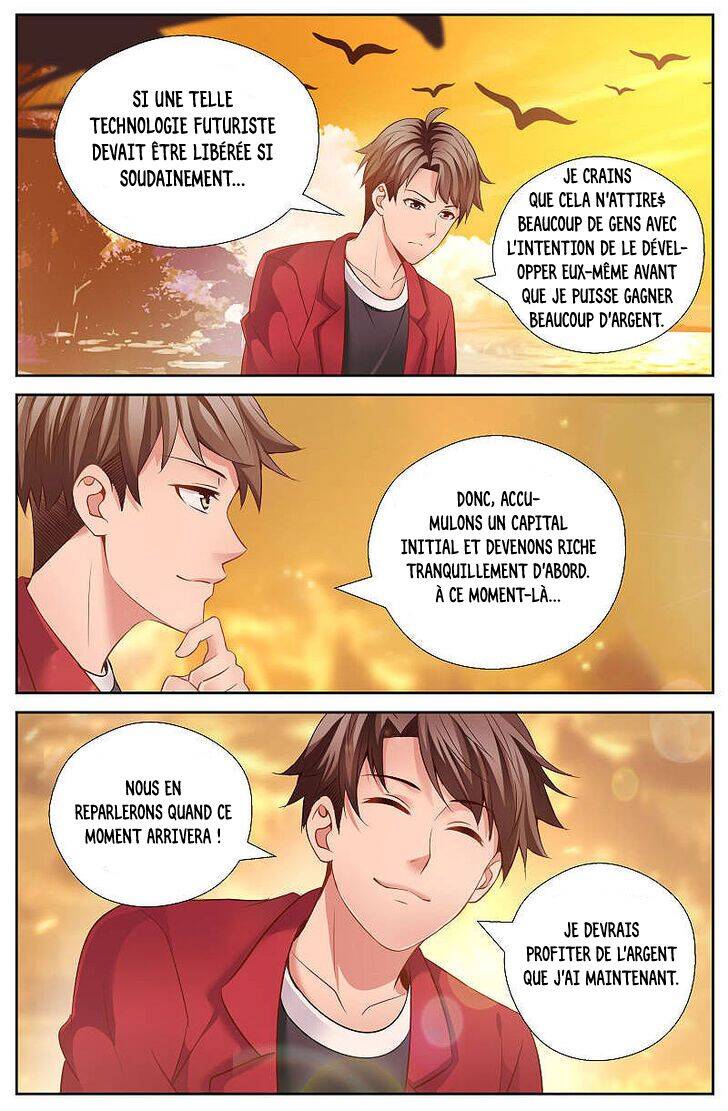 SI UNE TELLE
TECHNOLOGIE FUTURISTE
DEVAIT ÊTRE LIBÉRÉE SI
SOUDAINEMENT...
JE CRAINS
QUE CELA N'ATTIRE$
BEAUCOUP DE GENS AVEC
L'INTENTION DE LE DÉVEL-
OPPER EUX-MÊME AVANT
QUE JE PUISSE GAGNER
BEAUCOUP D'ARGENT.
DONC, ACCU-
MULONS UN CAPITAL
INITIAL ET DEVENONS RICHE
TRANQUILLEMENT D'ABORD.
À CE MOMENT-LÀ...
NOUS EN
REPARLERONS QUAND CE
MOMENT ARRIVERA !
JE DEVRAIS
PROFITER DE L'ARGENT
QUE J'AI MAINTENANT.